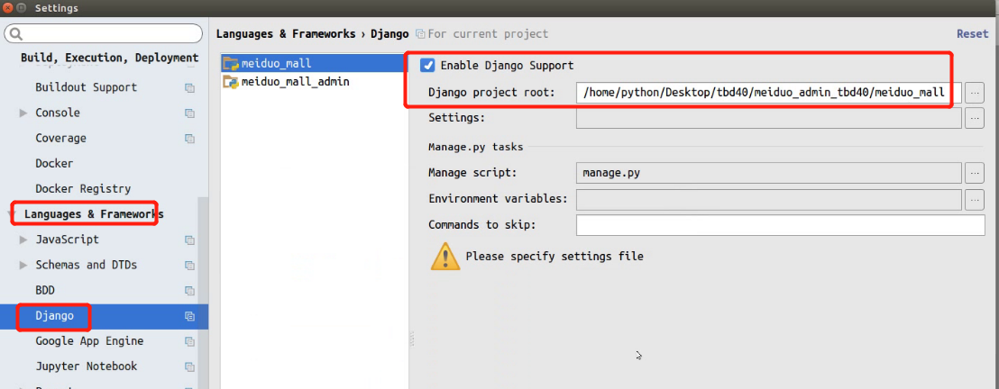 Settings
Build, Execution, Deployment
Buildout Support
Console
Coverage
Docker
Docker Registry
Languages & Frameworks
JavaScript
Schemas and DTDs
BDD
Django
Google App Engine
Jupyter Notebook
Languages & Frameworks › Django For current project Reset
meiduo_mall
meiduo_mall_admin
Enable Django Support
Django project root: /home/python/Desktop/tbd40/meiduo_admin_tbd40/meiduo_mall ...
Settings: ...
Manage.py tasks
Manage script: manage.py ...
Environment variables: ...
Commands to skip:
Please specify settings file